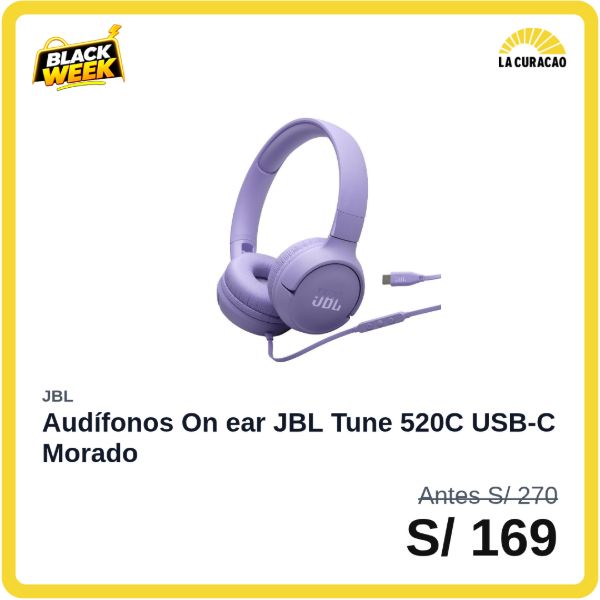 BLACK
WEEK
LA CURACAO
JBL
JBL
Audífonos On ear JBL Tune 520C USB-C
Morado
Antes S/ 270
S/ 169